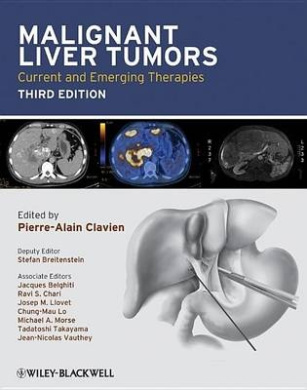 MALIGNANT
LIVER TUMORS
Current and Emerging Therapies
THIRD EDITION
Edited by
Pierre-Alain Clavien
Deputy Editor
Stefan Breitenstein
Associate Editors
Jacques Belghiti
Ravi S. Chari
Josep M. Llovet
Chung-Mau Lo
Michael A. Morse
Tadatoshi Takayama
Jean-Nicolas Vauthey
WILEY-BLACKWELL